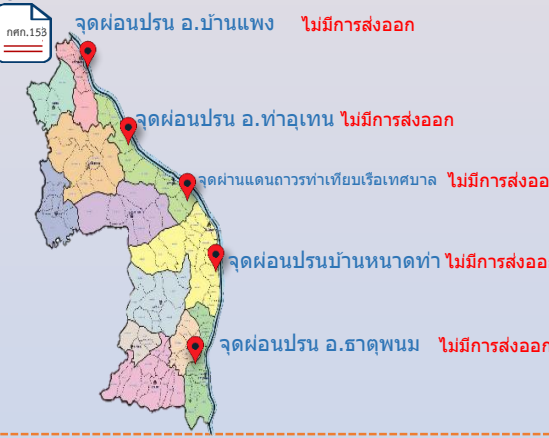 จุดผ่อนปรน อ.บ้านแพง ไม่มีการส่งออก
กศก.153
จุดผ่อนปรน อ.ท่าอุเทน ไม่มีการส่งออก
จุดผ่านแดนถาวรท่าเทียบเรือเทศบาล ไม่มีการส่งออ
จุดผ่อนปรนบ้านหนาดท่า ไม่มีการส่งออ
จุดผ่อนปรน อ.ธาตุพนม ไม่มีการส่งออก